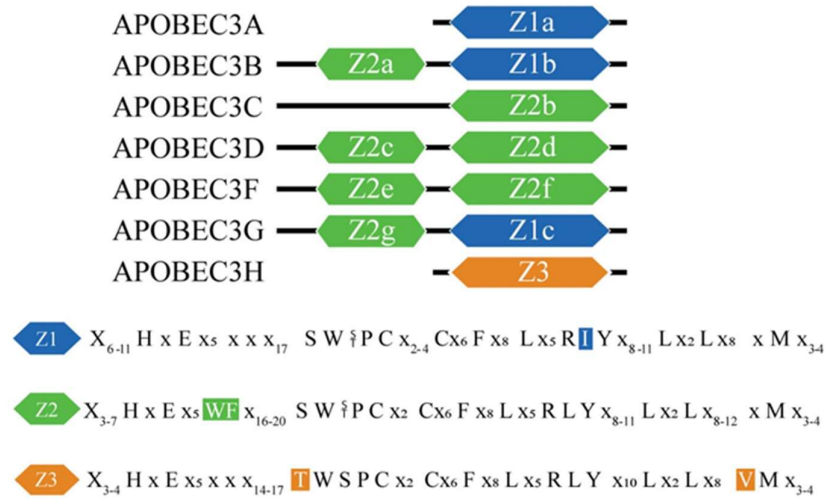 APOBEC3A Z1a
APOBEC3B Z2a Z1b
APOBEC3C Z2b
APOBEC3D Z2c Z2d
APOBEC3F Z2e Z2f
APOBEC3G Z2g Z1c
APOBEC3H Z3
Z1 X6-11 H x E x5 x x x17 S W S/T P C x2-4 Cx6 F x8 L x5 R I Y x8-11 L x2 L x8 x M x3-4
Z2 X3-7 H x E x5 WF x16-20 S W S/T P C x2 Cx6 F x8 L x5 R L Y x8-11 L x2 L x8-12 x M x3-4
Z3 X3-4 H x E x5 x x x14-17 T W S P C x2 Cx6 F x8 L x5 R L Y x10 L x2 L x8 V M x3-4